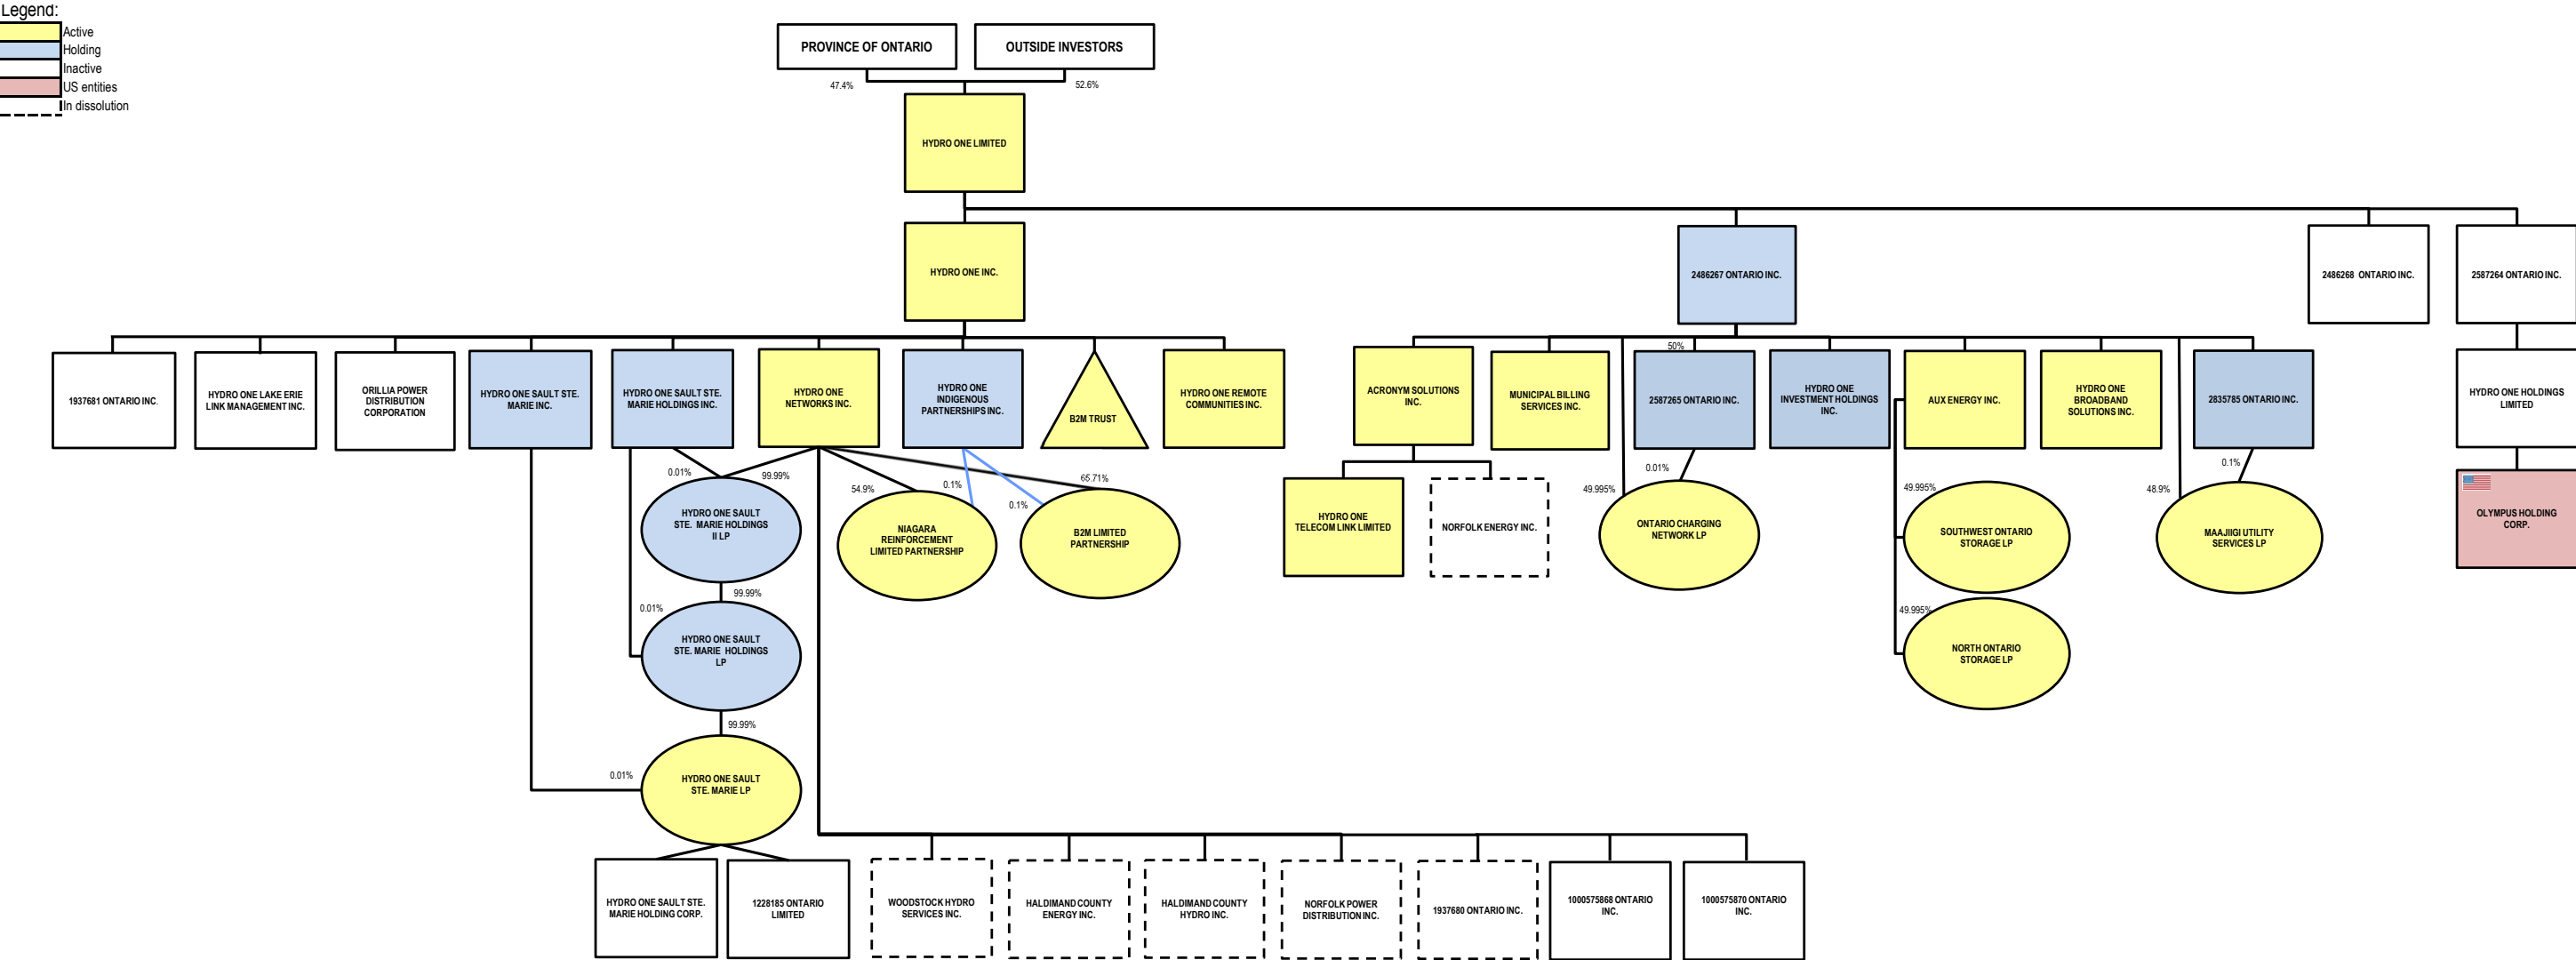 Legend:
Active
Holding
Inactive
US entities
In dissolution
PROVINCE OF ONTARIO
OUTSIDE INVESTORS
47.4%
52.6%
HYDRO ONE LIMITED
HYDRO ONE INC.
2486267 ONTARIO INC.
2486268 ONTARIO INC.
2587264 ONTARIO INC.
1937681 ONTARIO INC.
HYDRO ONE LAKE ERIE
LINK MANAGEMENT INC.
ORILLIA POWER
DISTRIBUTION
CORPORATION
HYDRO ONE SAULT STE.
MARIE INC.
HYDRO ONE SAULT STE.
MARIE HOLDINGS INC.
HYDRO ONE
NETWORKS INC.
HYDRO ONE
INDIGENOUS
PARTNERSHIPS INC.
B2M TRUST
HYDRO ONE REMOTE
COMMUNITIES INC.
ACRONYM SOLUTIONS
INC.
MUNICIPAL BILLING
SERVICES INC.
50%
2587265 ONTARIO INC.
HYDRO ONE
INVESTMENT HOLDINGS
INC.
AUX ENERGY INC.
HYDRO ONE
BROADBAND
SOLUTIONS INC.
2835785 ONTARIO INC.
HYDRO ONE HOLDINGS
LIMITED
0.01%
99.99%
54.9%
0.1%
0.1%
65.71%
0.01%
49.995%
49.995%
48.9%
0.1%
HYDRO ONE SAULT
STE. MARIE HOLDINGS
II LP
NIAGARA
REINFORCEMENT
LIMITED PARTNERSHIP
B2M LIMITED
PARTNERSHIP
HYDRO ONE
TELECOM LINK LIMITED
NORFOLK ENERGY INC.
ONTARIO CHARGING
NETWORK LP
SOUTHWEST ONTARIO
STORAGE LP
MAAJIIGI UTILITY
SERVICES LP
OLYMPUS HOLDING
CORP.
99.99%
0.01%
49.995%
HYDRO ONE SAULT
STE. MARIE HOLDINGS
LP
NORTH ONTARIO
STORAGE LP
99.99%
0.01%
HYDRO ONE SAULT
STE. MARIE LP
HYDRO ONE SAULT STE.
MARIE HOLDING CORP.
1228185 ONTARIO
LIMITED
WOODSTOCK HYDRO
SERVICES INC.
HALDIMAND COUNTY
ENERGY INC.
HALDIMAND COUNTY
HYDRO INC.
NORFOLK POWER
DISTRIBUTION INC.
1937680 ONTARIO INC.
1000575868 ONTARIO
INC.
1000575870 ONTARIO
INC.